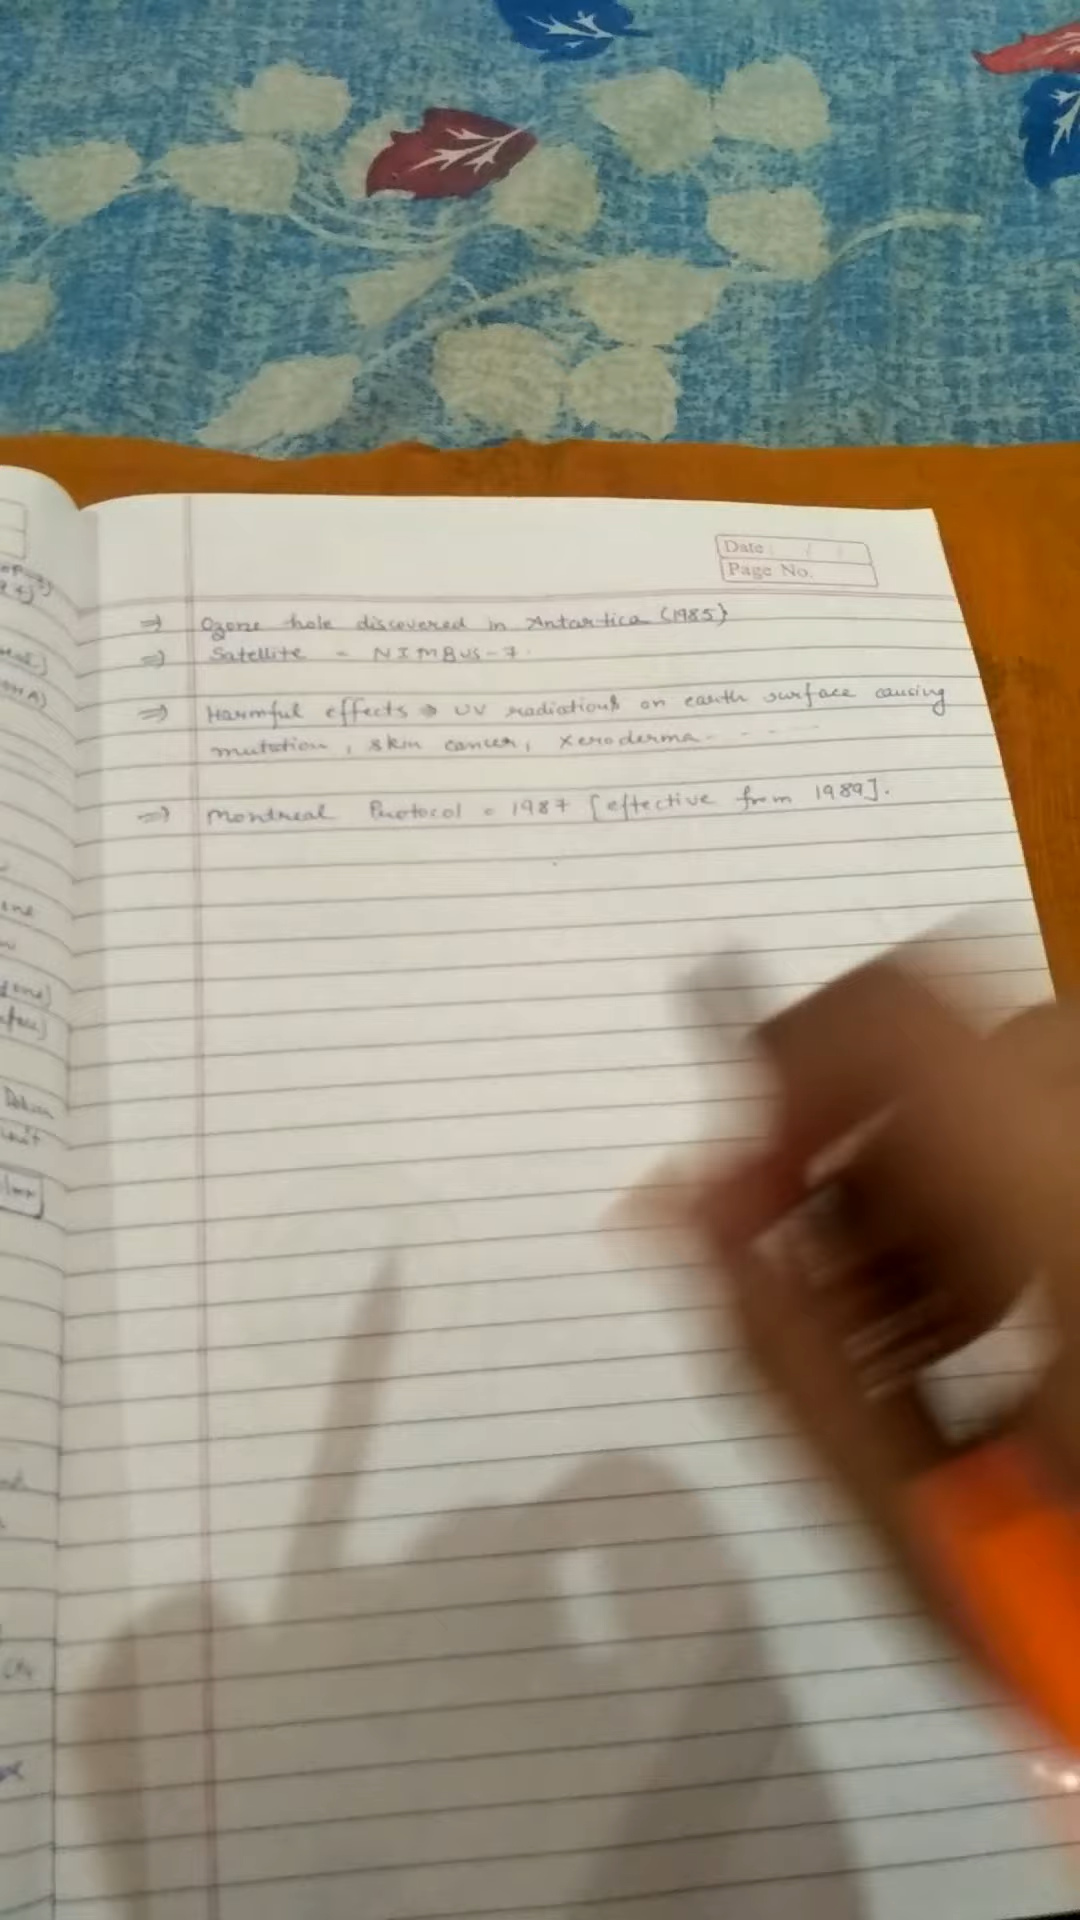 Date
Page No.
⇒ Ozone hole discovered in Antartica (1985)
⇒ Satellite - NIMBUS-7.
⇒ Harmful effects → UV radiations on earth surface causing
mutation, skin cancer, xeroderma- - - -
⇒ Montreal Protocol = 1987 [effective from 1989].